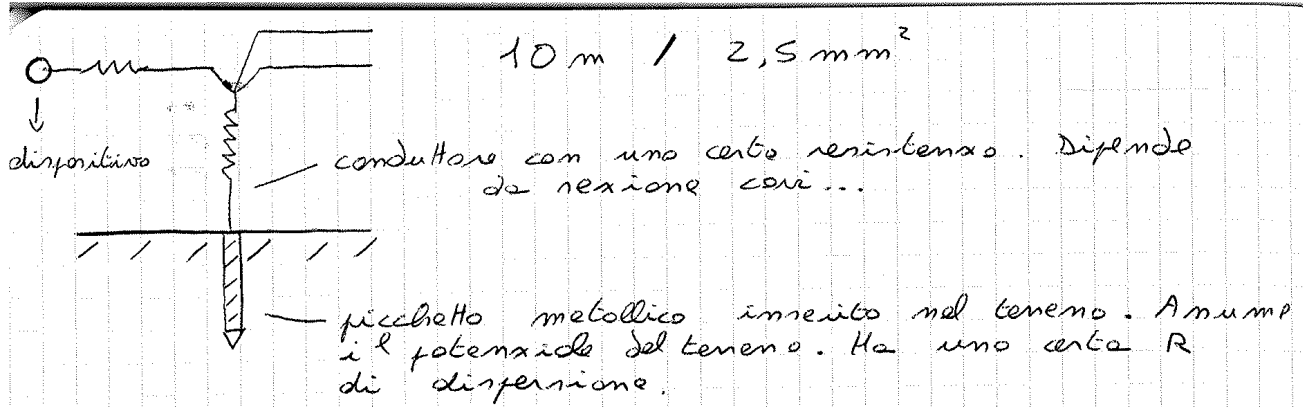 10 m / 2,5 mm²
dispositivo
conduttore con una certa resistenza. Dipende
da sezione cavi...
picchetto metallico inserito nel terreno. Assume
il potenziale del terreno. Ha una certa R
di dispersione.